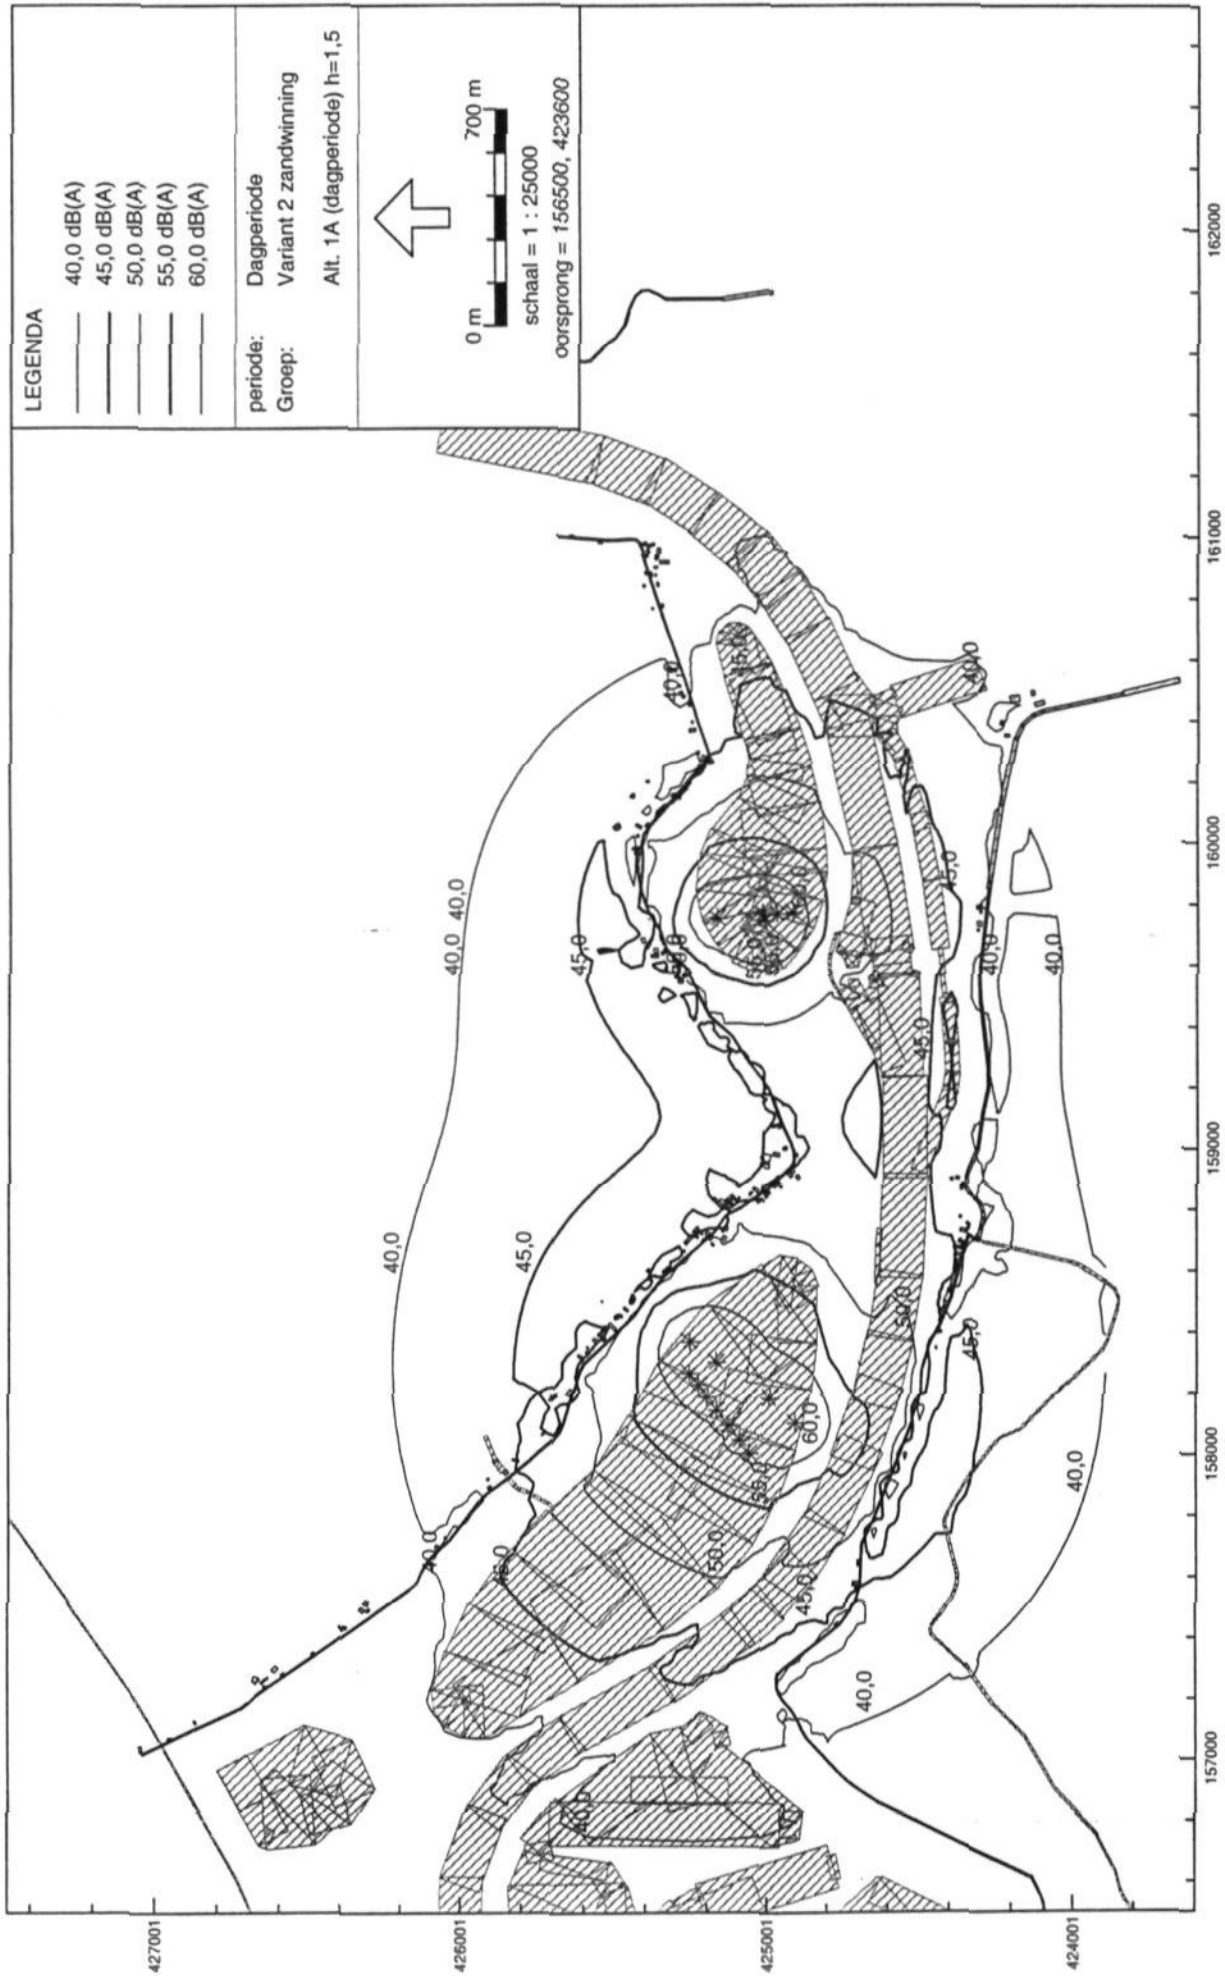 LEGENDA
40,0 dB(A)
45,0 dB(A)
50,0 dB(A)
55,0 dB(A)
60,0 dB(A)
periode: Dagperiode
Groep: Variant 2 zandwinning
Alt. 1A (dagperiode) h=1,5
0 m 700 m
schaal = 1 : 25000
oorsprong = 156500, 423600
427001
426001
425001
424001
157000
158000
159000
160000
161000
162000
40,0
40,0
40,0
45,0
45,0
40,0
45,0
40,0
40,0
50,0
45,0
45,0
40,0
40,0
50,0
45,0
60,0
50,0
45,0
40,0
40,0